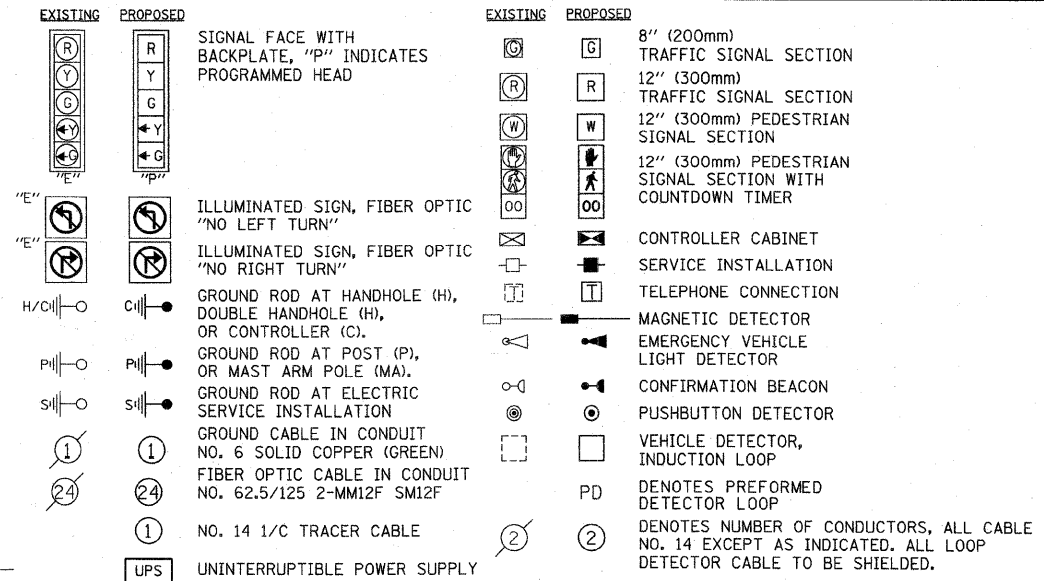 EXISTING PROPOSED
R R
Y Y
G G
Y Y
G G
"E" "P"
SIGNAL FACE WITH
BACKPLATE, "P" INDICATES
PROGRAMMED HEAD
"E"
ILLUMINATED SIGN, FIBER OPTIC
"NO LEFT TURN"
"E"
ILLUMINATED SIGN, FIBER OPTIC
"NO RIGHT TURN"
H/C C
GROUND ROD AT HANDHOLE (H),
DOUBLE HANDHOLE (H),
OR CONTROLLER (C).
P P
GROUND ROD AT POST (P),
OR MAST ARM POLE (MA).
S S
GROUND ROD AT ELECTRIC
SERVICE INSTALLATION
1 1
GROUND CABLE IN CONDUIT
NO. 6 SOLID COPPER (GREEN)
24 24
FIBER OPTIC CABLE IN CONDUIT
NO. 62.5/125 2-MM12F SM12F
1 NO. 14 1/C TRACER CABLE
UPS UNINTERRUPTIBLE POWER SUPPLY
EXISTING PROPOSED
G G
8" (200mm)
TRAFFIC SIGNAL SECTION
R R
12" (300mm)
TRAFFIC SIGNAL SECTION
W W
12" (300mm) PEDESTRIAN
SIGNAL SECTION
12" (300mm) PEDESTRIAN
SIGNAL SECTION WITH
COUNTDOWN TIMER
00 00
CONTROLLER CABINET
SERVICE INSTALLATION
T T TELEPHONE CONNECTION
MAGNETIC DETECTOR
EMERGENCY VEHICLE
LIGHT DETECTOR
CONFIRMATION BEACON
PUSHBUTTON DETECTOR
VEHICLE DETECTOR,
INDUCTION LOOP
PD
DENOTES PREFORMED
DETECTOR LOOP
2 2
DENOTES NUMBER OF CONDUCTORS, ALL CABLE
NO. 14 EXCEPT AS INDICATED. ALL LOOP
DETECTOR CABLE TO BE SHIELDED.